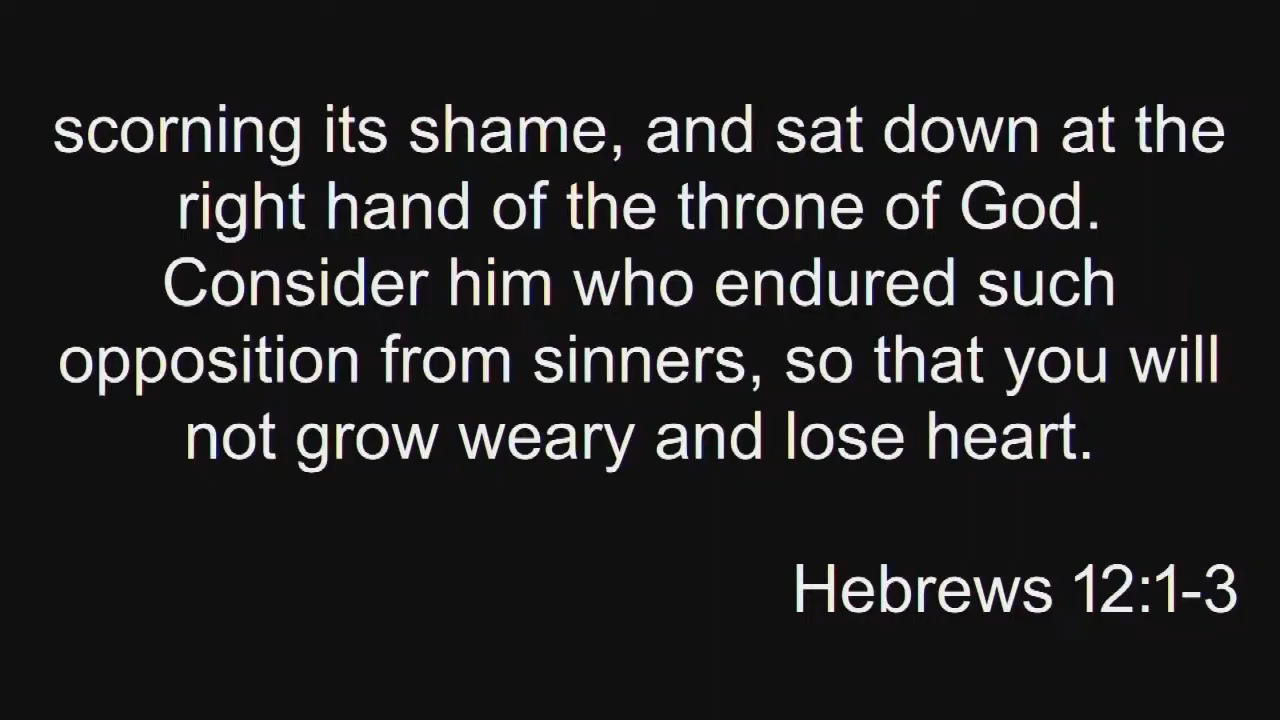 scorning its shame, and sat down at the
right hand of the throne of God.
Consider him who endured such
opposition from sinners, so that you will
not grow weary and lose heart.
Hebrews 12:1-3